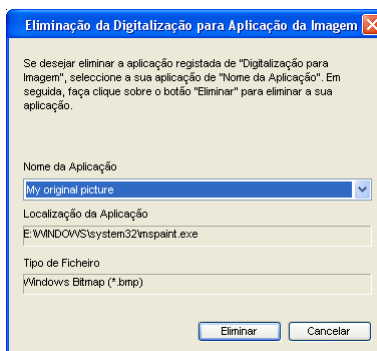 Eliminação da Digitalização para Aplicação da Imagem
Se desejar eliminar a aplicação registada de "Digitalização para
Imagem", seleccione a sua aplicação de "Nome da Aplicação". Em
seguida, faça clique sobre o botão "Eliminar" para eliminar a sua
aplicação.
Nome da Aplicação
My original picture
Localização da Aplicação
E:\WINDOWS\system32\mspaint.exe
Tipo de Ficheiro
Windows Bitmap (*.bmp)
Eliminar
Cancelar